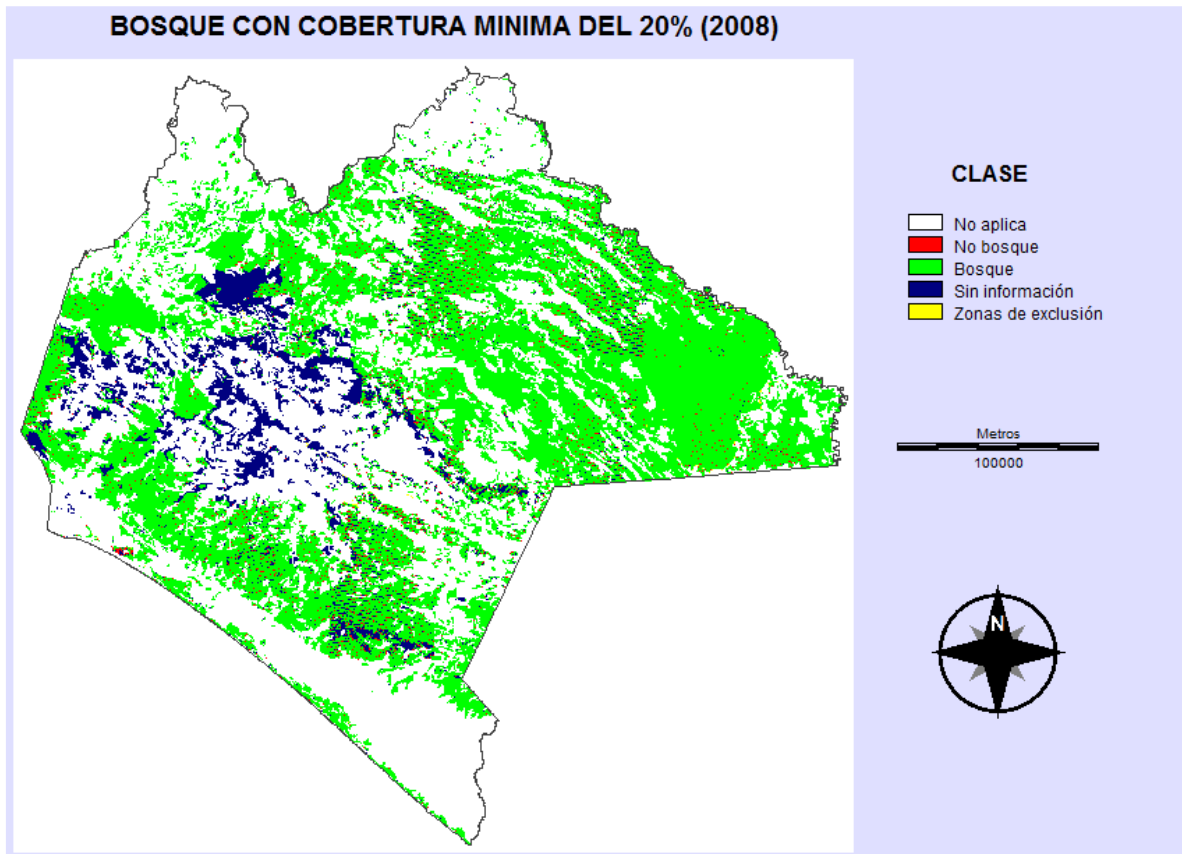 BOSQUE CON COBERTURA MINIMA DEL 20% (2008)
CLASE
No aplica
No bosque
Bosque
Sin información
Zonas de exclusión
Metros
100000
N